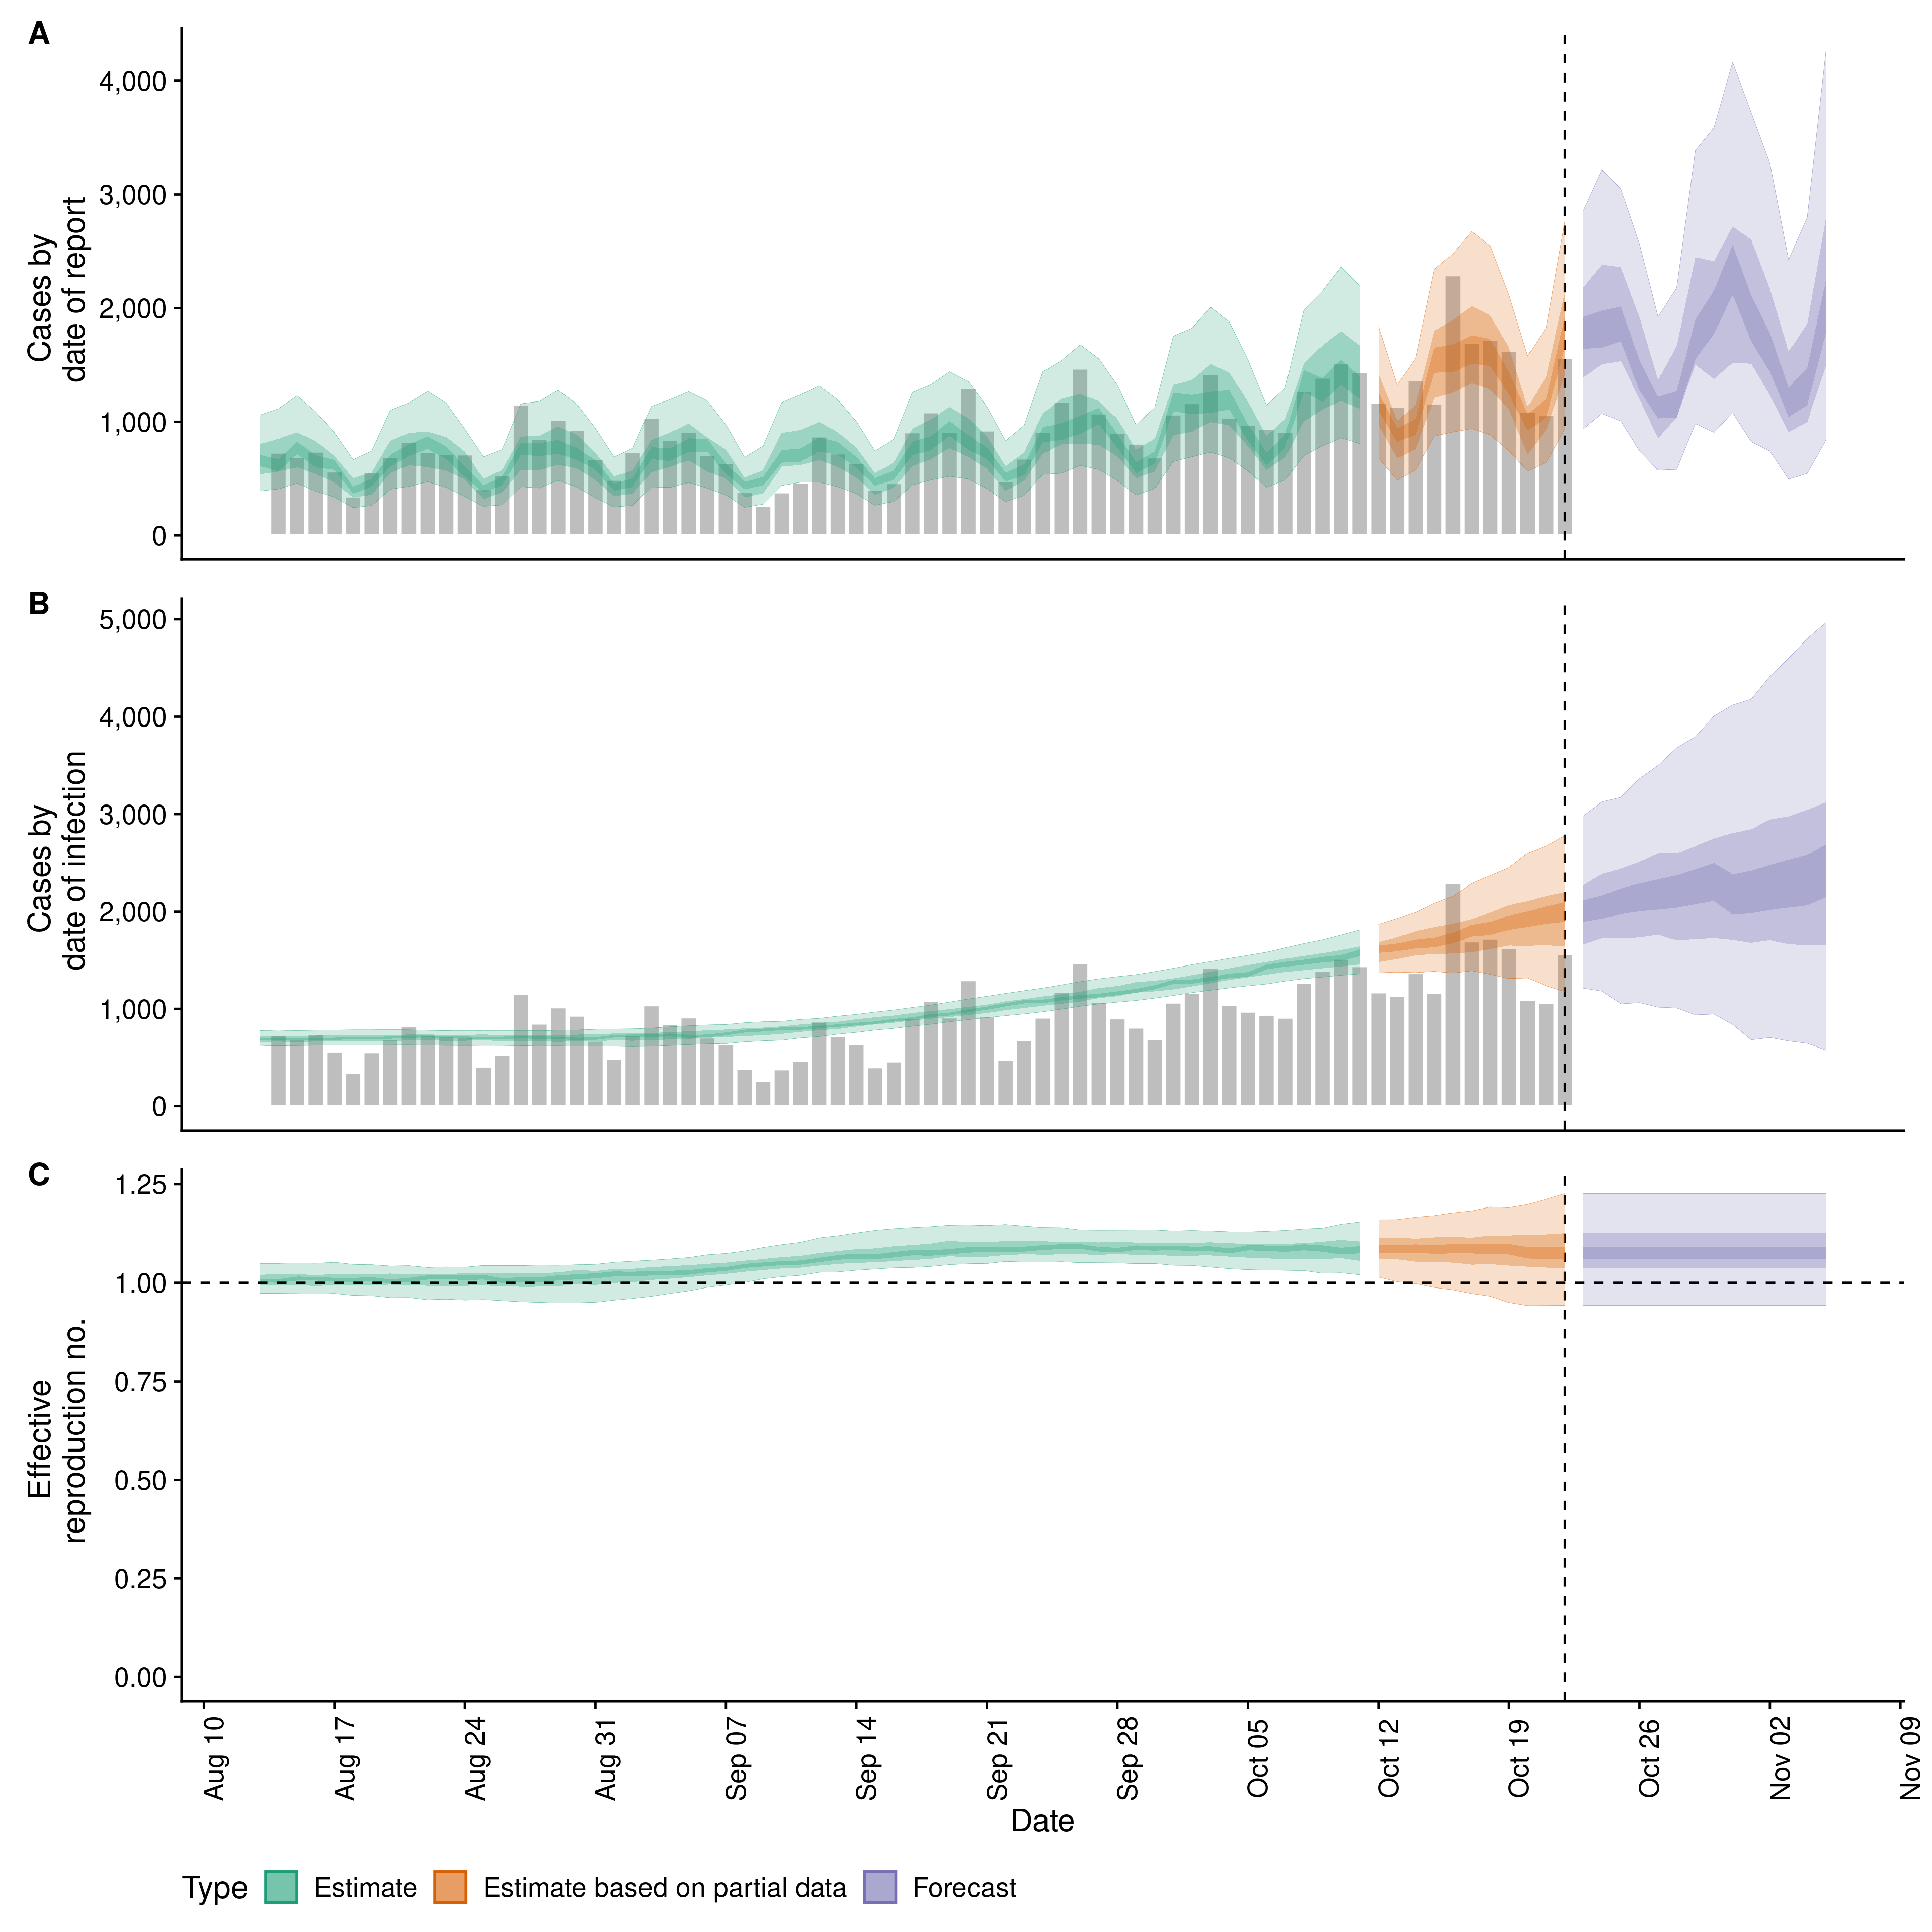 A
4,000
3,000
2,000
1,000
0
Cases by
date of report
B
5,000
4,000
3,000
2,000
1,000
0
Cases by
date of infection
C
1.25
1.00
0.75
0.50
0.25
0.00
Effective
reproduction no.
Aug 10
Aug 17
Aug 24
Aug 31
Sep 07
Sep 14
Sep 21
Sep 28
Oct 05
Oct 12
Oct 19
Oct 26
Nov 02
Nov 09
Date
Type
Estimate
Estimate based on partial data
Forecast